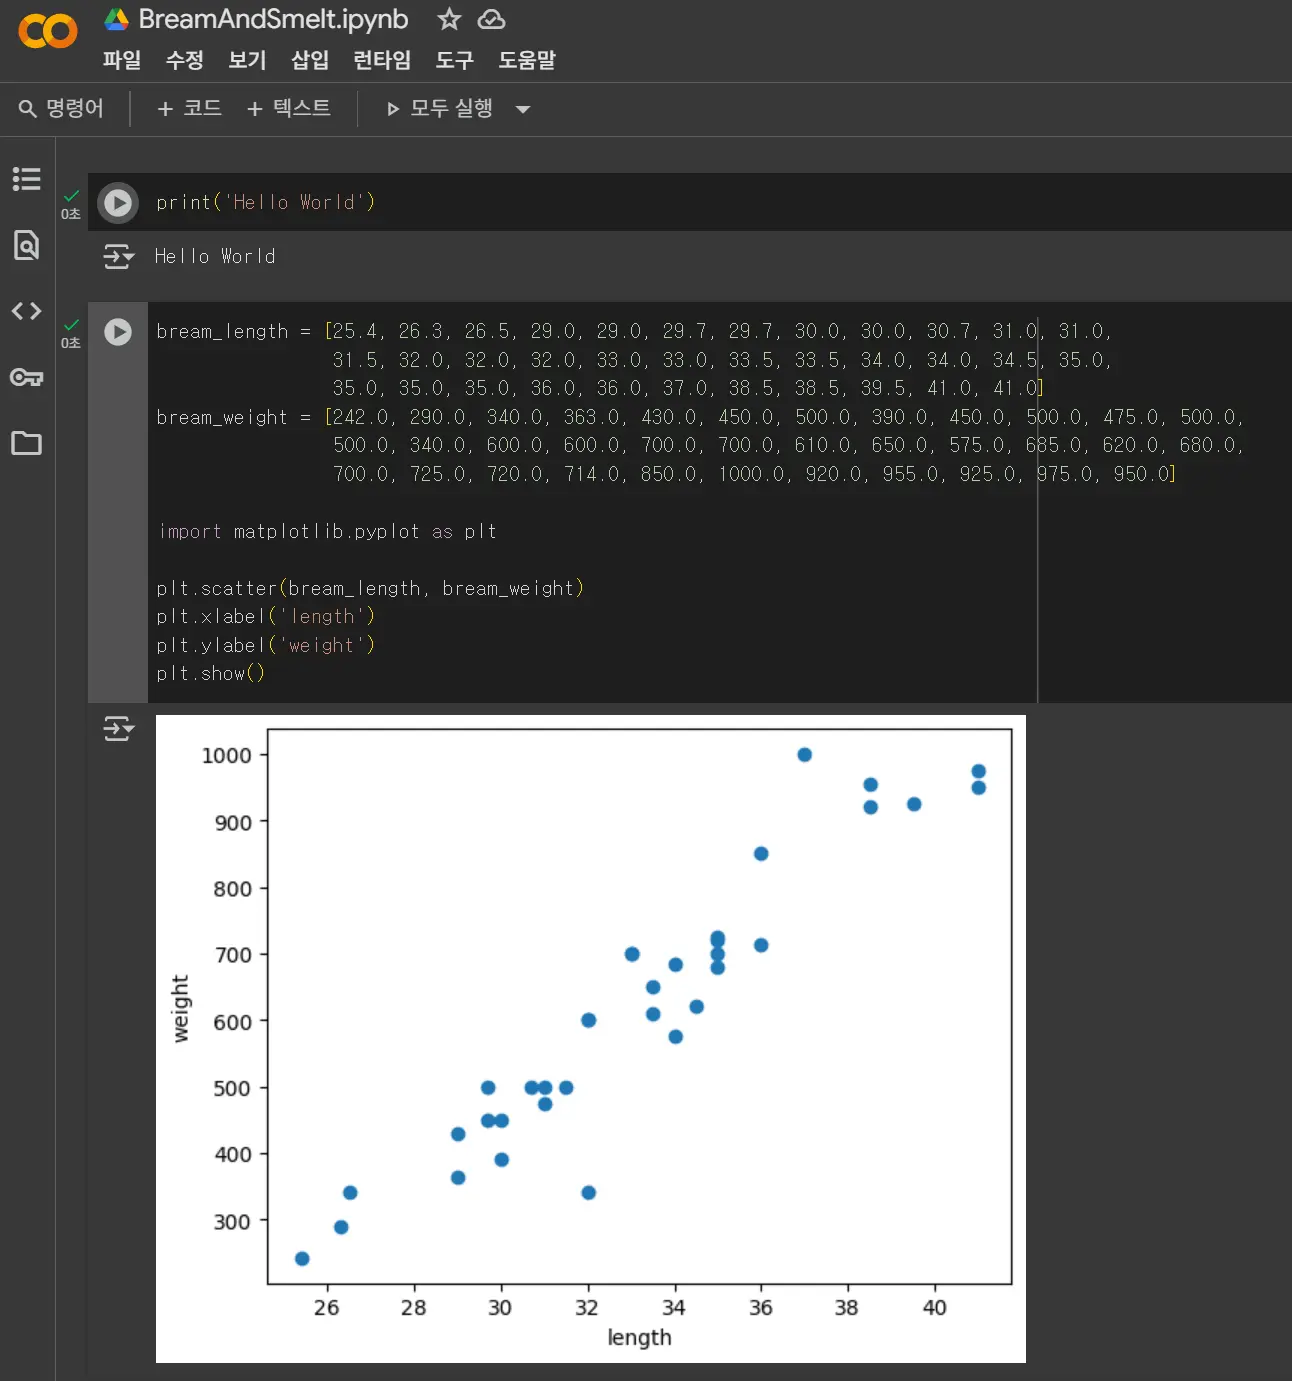 BreamAndSmelt.ipynb
파일 수정 보기 삽입 런타임 도구 도움말
명령어 + 코드 + 텍스트 모두 실행
0초
print('Hello World')
Hello World
0초
bream_length = [25.4, 26.3, 26.5, 29.0, 29.0, 29.7, 29.7, 30.0, 30.0, 30.7, 31.0, 31.0,
31.5, 32.0, 32.0, 32.0, 33.0, 33.0, 33.5, 33.5, 34.0, 34.0, 34.5, 35.0,
35.0, 35.0, 35.0, 36.0, 36.0, 37.0, 38.5, 38.5, 39.5, 41.0, 41.0]
bream_weight = [242.0, 290.0, 340.0, 363.0, 430.0, 450.0, 500.0, 390.0, 450.0, 500.0, 475.0, 500.0,
500.0, 340.0, 600.0, 600.0, 700.0, 700.0, 610.0, 650.0, 575.0, 685.0, 620.0, 680.0,
700.0, 725.0, 720.0, 714.0, 850.0, 1000.0, 920.0, 955.0, 925.0, 975.0, 950.0]
import matplotlib.pyplot as plt
plt.scatter(bream_length, bream_weight)
plt.xlabel('length')
plt.ylabel('weight')
plt.show()
1000
900
800
700
600
500
400
300
weight
26 28 30 32 34 36 38 40
length